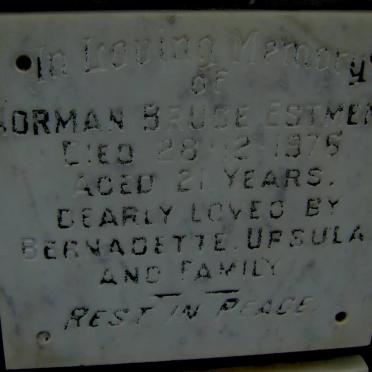 In Loving Memory
OF
NORMAN BRUCE ESTMEN
DIED 28 12 1975
AGED 21 YEARS.
DEARLY LOVED BY
BERNADETTE, URSULA
AND FAMILY
REST IN PEACE